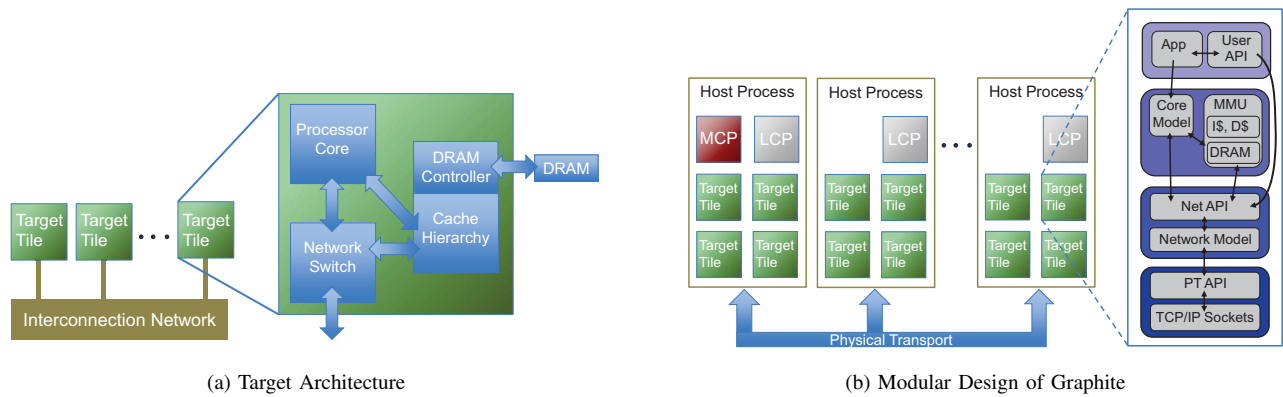 Target
Tile
Target
Tile
• • •
Target
Tile
Interconnection Network
Processor
Core
DRAM
Controller
DRAM
Cache
Hierarchy
Network
Switch
(a) Target Architecture
Host Process
MCP
LCP
Target
Tile
Target
Tile
Target
Tile
Target
Tile
Host Process
LCP
Target
Tile
Target
Tile
Target
Tile
Target
Tile
• • •
Host Process
LCP
Target
Tile
Target
Tile
Target
Tile
Target
Tile
Physical Transport
App
User
API
Core
Model
MMU
I$, D$
DRAM
Net API
Network Model
PT API
TCP/IP Sockets
(b) Modular Design of Graphite